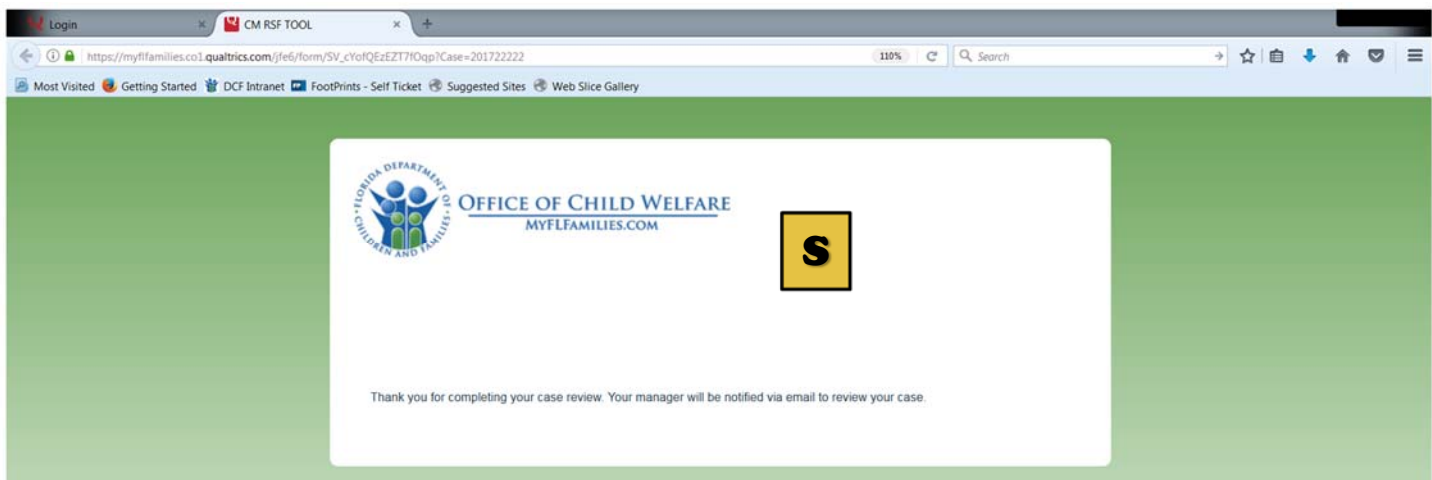 Login
CM RSF TOOL
https://myflfamilies.co1.qualtrics.com/jfe6/form/SV_cYofQEzEZT7fOqp?Case=201722222
110%
Search
Most Visited Getting Started DCF Intranet FootPrints - Self Ticket Suggested Sites Web Slice Gallery
FLORIDA DEPARTMENT OF CHILDREN AND FAMILIES
OFFICE OF CHILD WELFARE
MYFLFAMILIES.COM
S
Thank you for completing your case review. Your manager will be notified via email to review your case.